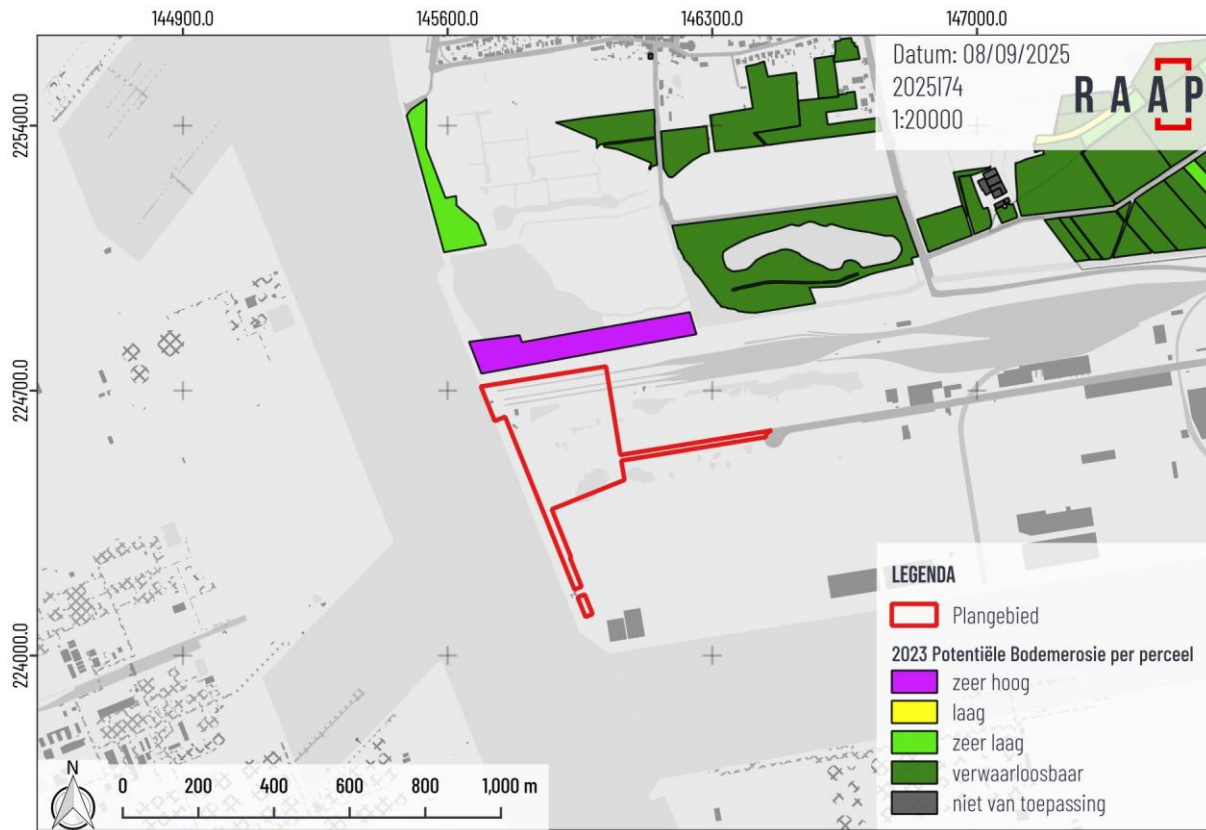 144900.0 145600.0 146300.0 147000.0
225400.0
224700.0
224000.0
Datum: 08/09/2025
2025I74
1:20000
RAAP
LEGENDA
Plangebied
2023 Potentiële Bodemerosie per perceel
zeer hoog
laag
zeer laag
verwaarloosbaar
niet van toepassing
N
0 200 400 600 800 1,000 m